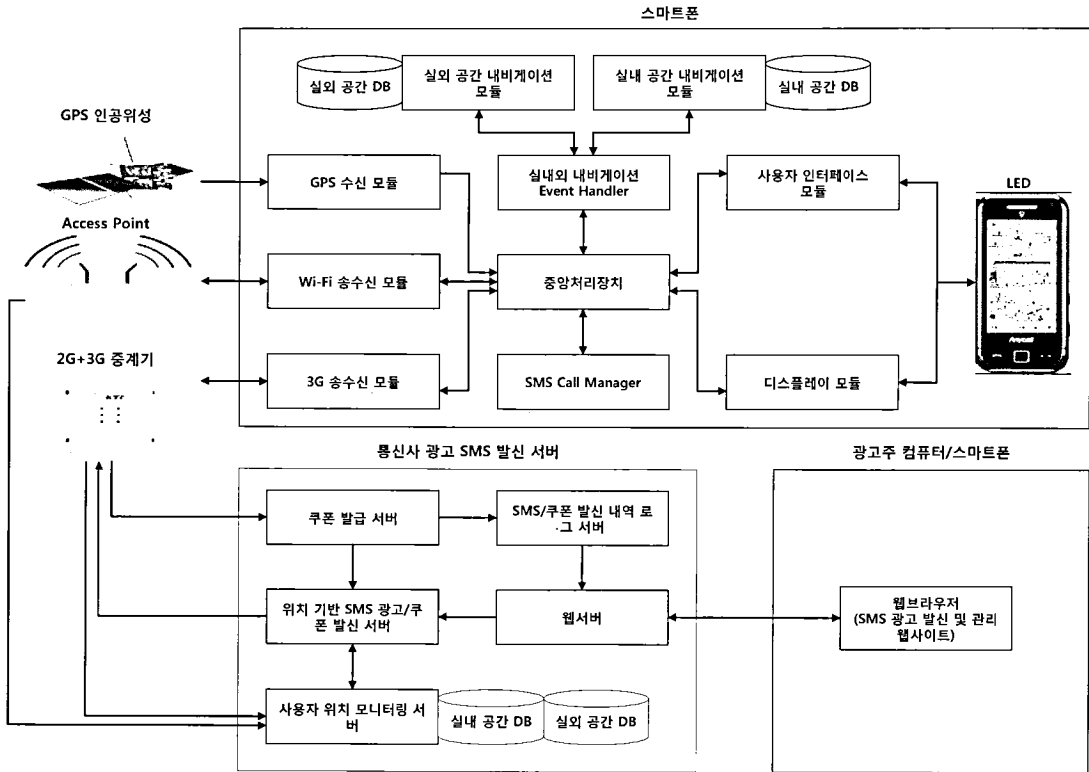 스마트폰
실외 공간 DB
실외 공간 내비게이션
모듈
실내 공간 내비게이션
모듈
실내 공간 DB
GPS 인공위성
GPS 수신 모듈
실내외 내비게이션
Event Handler
사용자 인터페이스
모듈
LED
Access Point
Wi-Fi 송수신 모듈
중앙처리장치
Anycall
2G+3G 중계기
3G 송수신 모듈
SMS Call Manager
디스플레이 모듈
통신사 광고 SMS 발신 서버
광고주 컴퓨터/스마트폰
쿠폰 발급 서버
SMS/쿠폰 발신 내역 로
그 서버
위치 기반 SMS 광고/쿠
폰 발신 서버
웹서버
웹브라우저
(SMS 광고 발신 및 관리
웹사이트)
사용자 위치 모니터링 서
버
실내 공간 DB
실외 공간 DB